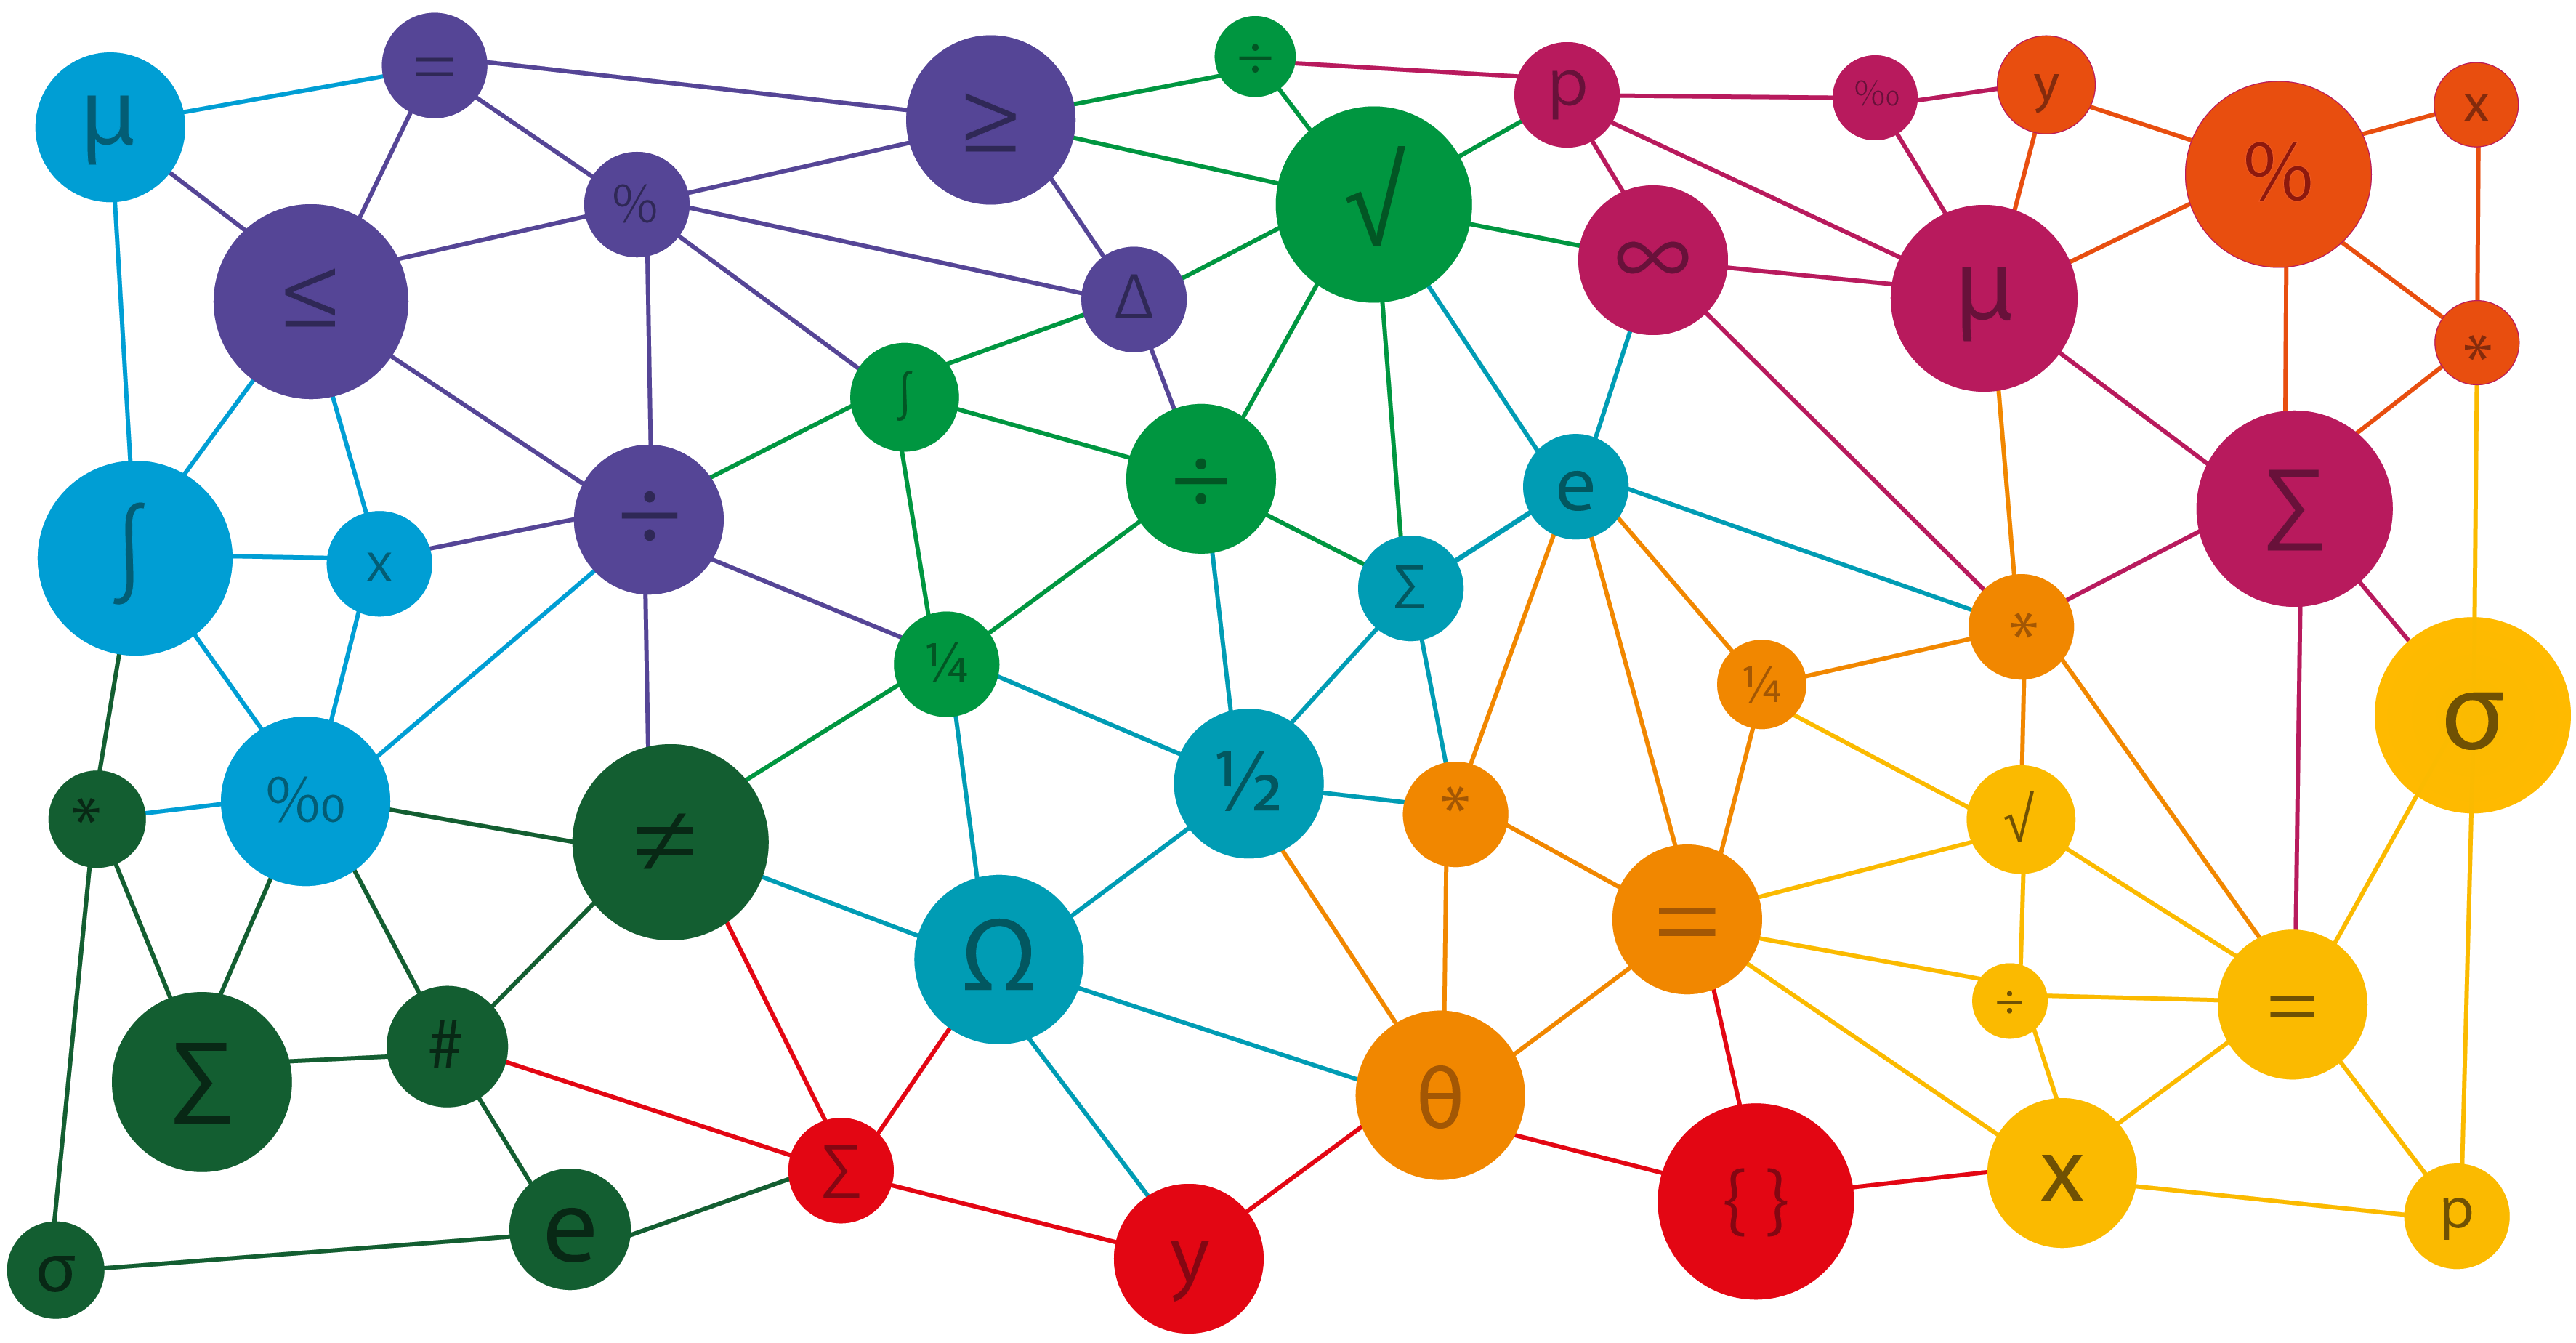 μ = ≥ ÷ p ‰ y x
≤ % √ ∞ μ % *
∫ ∆ ÷ e ∑
∫ x ÷ ∑ * σ
¼ ¼
* ‰ ≠ ½ * √
∑ # Ω = ÷ =
σ e ∑ y θ { } x p